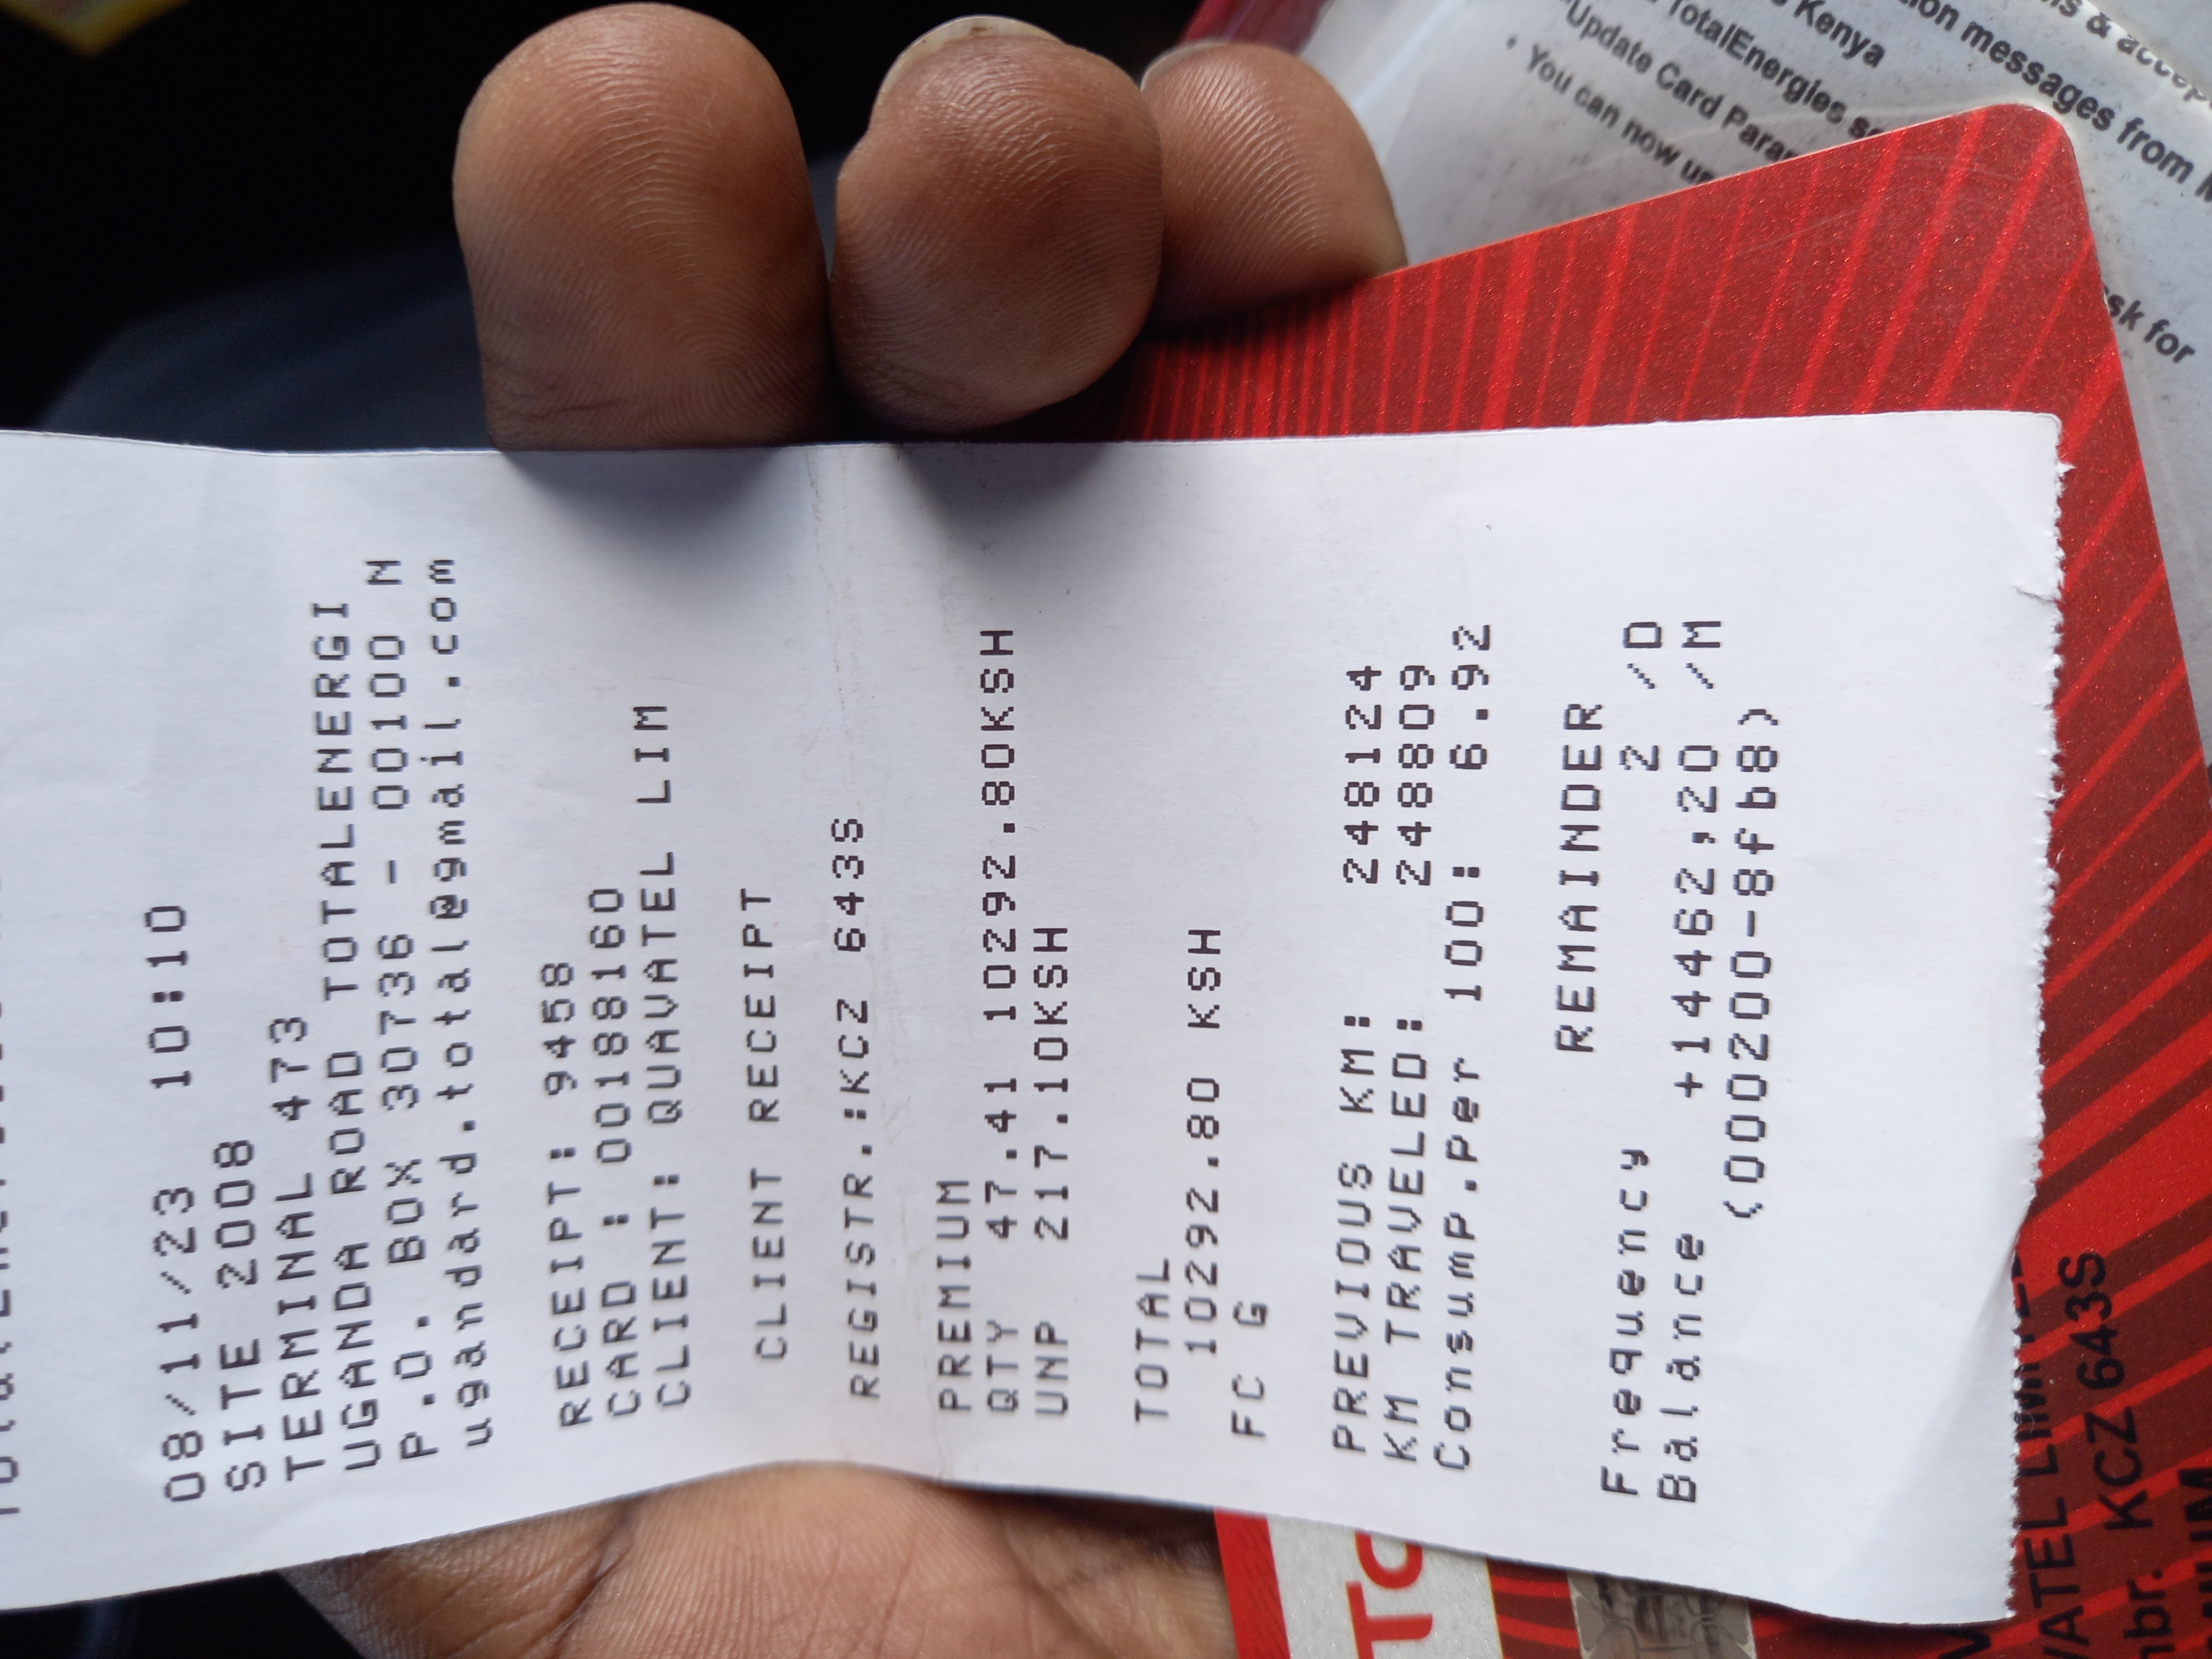 08/11/23 10:10
SITE 2008
TERMINAL 473
UGANDA ROAD TOTALENERGI
P.O. BOX 30736 - 00100 N
ugandard.total@gmail.com
RECEIPT: 9458
CARD : 00188160
CLIENT: QUAVATEL LIM
CLIENT RECEIPT
REGISTR.:KCZ 643S
PREMIUM
QTY 47.41 10292.80KSH
UNP 217.10KSH
TOTAL
10292.80 KSH
FC G
PREVIOUS KM: 248124
KM TRAVELED: 248809
Consump.Per 100: 6.92
REMAINDER
Frequency 2 /D
Balance +14462,20 /M
(000200-8fb8)
Kenya
ion messages from
TotalEnergies
"Update Card
• You can now
sk for
KCZ 643S